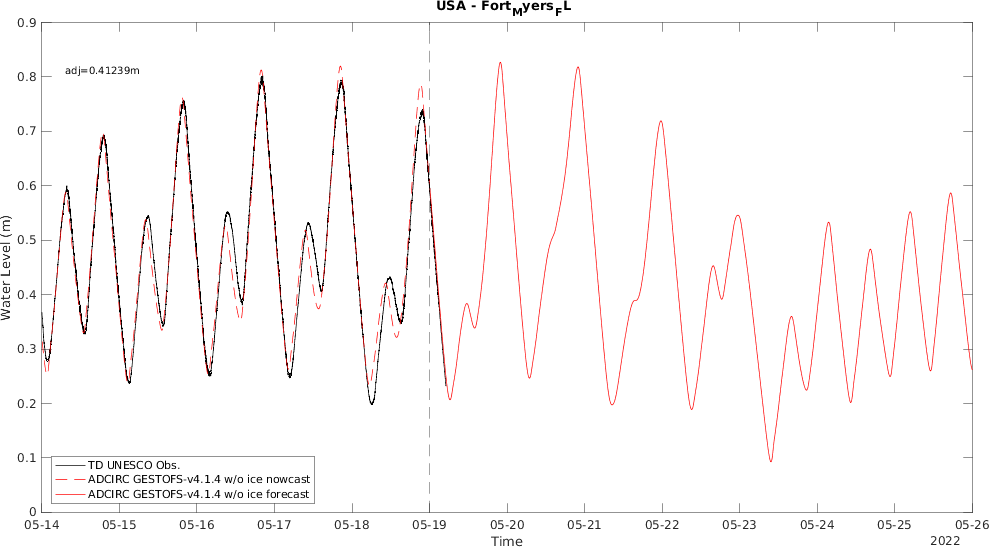 USA - Fort_Myers_FL
0.9
0.8
0.7
0.6
0.5
0.4
0.3
0.2
0.1
0
Water Level (m)
adj=0.41239m
TD UNESCO Obs.
ADCIRC GESTOFS-v4.1.4 w/o ice nowcast
ADCIRC GESTOFS-v4.1.4 w/o ice forecast
05-14 05-15 05-16 05-17 05-18 05-19 05-20 05-21 05-22 05-23 05-24 05-25 05-26
Time
2022